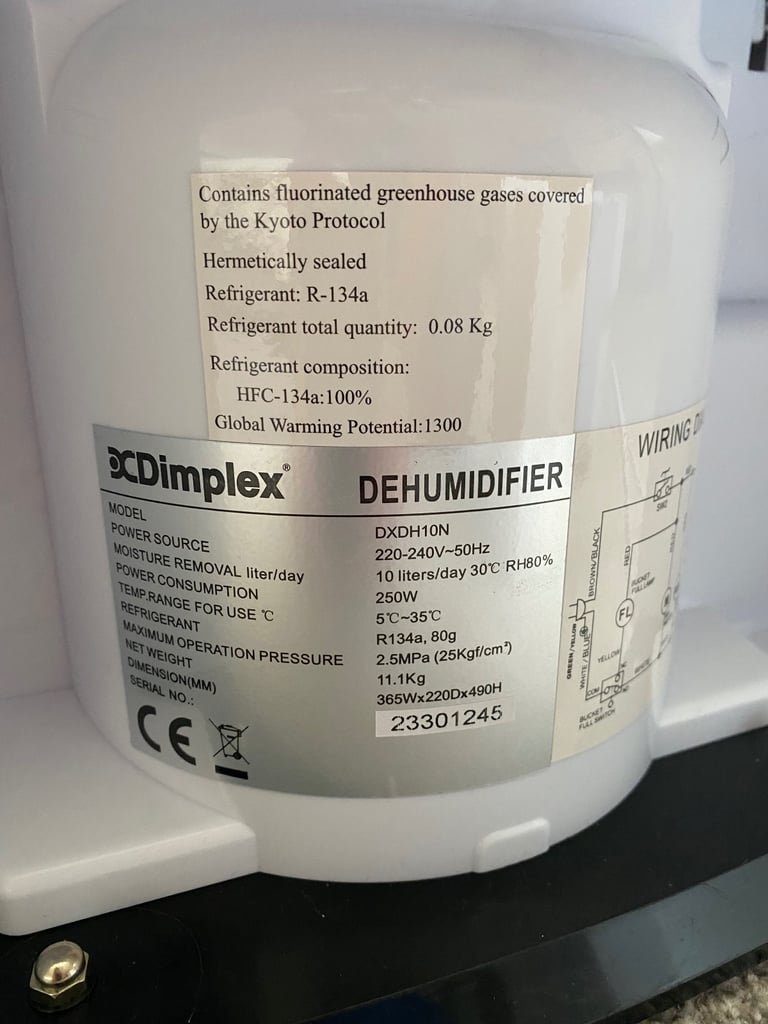 Contains fluorinated greenhouse gases covered
by the Kyoto Protocol
Hermetically sealed
Refrigerant: R-134a
Refrigerant total quantity: 0.08 Kg
Refrigerant composition:
HFC-134a:100%
Global Warming Potential:1300
Dimplex® DEHUMIDIFIER
MODEL DXDH10N
POWER SOURCE 220-240V~50Hz
MOISTURE REMOVAL liter/day 10 liters/day 30℃ RH80%
POWER CONSUMPTION 250W
TEMP.RANGE FOR USE ℃ 5℃~35℃
REFRIGERANT R134a, 80g
MAXIMUM OPERATION PRESSURE 2.5MPa (25Kgf/cm²)
NET WEIGHT 11.1Kg
DIMENSION(MM) 365Wx220Dx490H
SERIAL NO.: 23301245
CE
WIRING
SW2
BROWN/BLACK
RED
BUCKET
FULL LAMP
FL
GREEN/YELLOW
WHITE/BLUE
YELLOW
WHITE
COM
NC
NO
BUCKET
FULL SWITCH